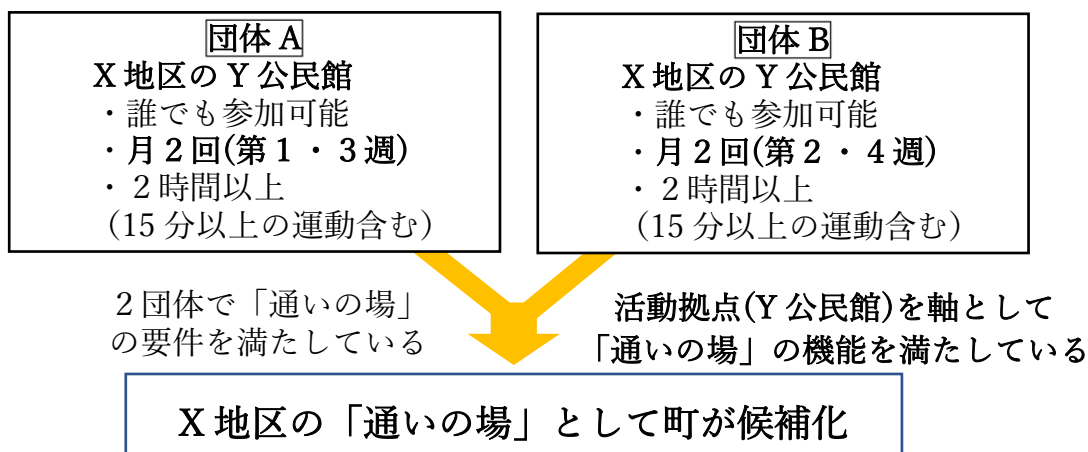 団体 A
X 地区の Y 公民館
・誰でも参加可能
・月２回(第１・３週)
・２時間以上
（15 分以上の運動含む）
団体 B
X 地区の Y 公民館
・誰でも参加可能
・月２回(第２・４週)
・２時間以上
（15 分以上の運動含む）
２団体で「通いの場」
の要件を満たしている
活動拠点(Y 公民館)を軸として
「通いの場」の機能を満たしている
X 地区の「通いの場」として町が候補化